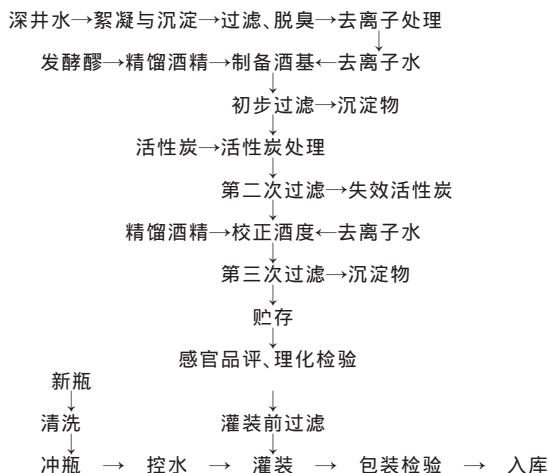 深井水→絮凝与沉淀→过滤、脱臭→去离子处理
↓
发酵醪→精馏酒精→制备酒基←去离子水
↓
初步过滤→沉淀物
↓
活性炭→活性炭处理
↓
第二次过滤→失效活性炭
↓
精馏酒精→校正酒度←去离子水
↓
第三次过滤→沉淀物
↓
贮存
↓
感官品评、理化检验
新瓶
↓ ↓
清洗 灌装前过滤
↓ ↓
冲瓶 → 控水 → 灌装 → 包装检验 → 入库